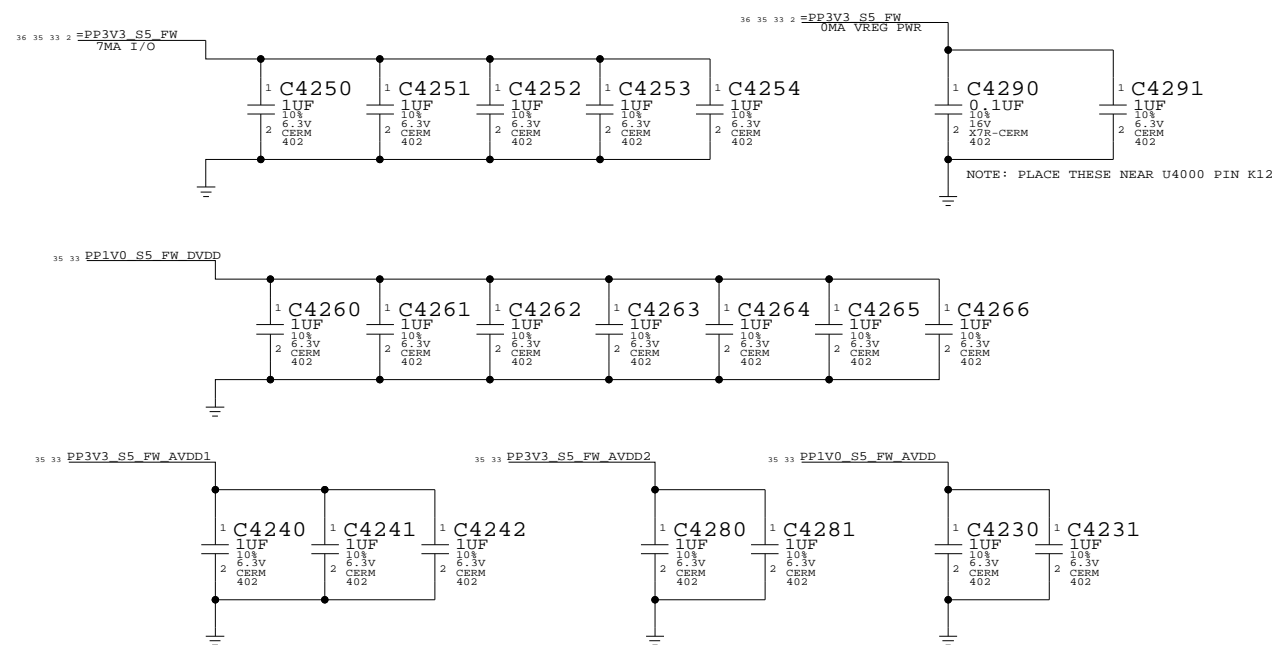 36 35 33 2 =PP3V3_S5_FW
7MA I/O
1 C4250
1UF
10%
6.3V
2 CERM
402
1 C4251
1UF
10%
6.3V
2 CERM
402
1 C4252
1UF
10%
6.3V
2 CERM
402
1 C4253
1UF
10%
6.3V
2 CERM
402
1 C4254
1UF
10%
6.3V
2 CERM
402
36 35 33 2 =PP3V3_S5_FW
0MA VREG PWR
1 C4290
0.1UF
10%
16V
2 X7R-CERM
402
1 C4291
1UF
10%
6.3V
2 CERM
402
NOTE: PLACE THESE NEAR U4000 PIN K12
35 33 PP1V0_S5_FW_DVDD
1 C4260
1UF
10%
6.3V
2 CERM
402
1 C4261
1UF
10%
6.3V
2 CERM
402
1 C4262
1UF
10%
6.3V
2 CERM
402
1 C4263
1UF
10%
6.3V
2 CERM
402
1 C4264
1UF
10%
6.3V
2 CERM
402
1 C4265
1UF
10%
6.3V
2 CERM
402
1 C4266
1UF
10%
6.3V
2 CERM
402
35 33 PP3V3_S5_FW_AVDD1
1 C4240
1UF
10%
6.3V
2 CERM
402
1 C4241
1UF
10%
6.3V
2 CERM
402
1 C4242
1UF
10%
6.3V
2 CERM
402
35 33 PP3V3_S5_FW_AVDD2
1 C4280
1UF
10%
6.3V
2 CERM
402
1 C4281
1UF
10%
6.3V
2 CERM
402
35 33 PP1V0_S5_FW_AVDD
1 C4230
1UF
10%
6.3V
2 CERM
402
1 C4231
1UF
10%
6.3V
2 CERM
402